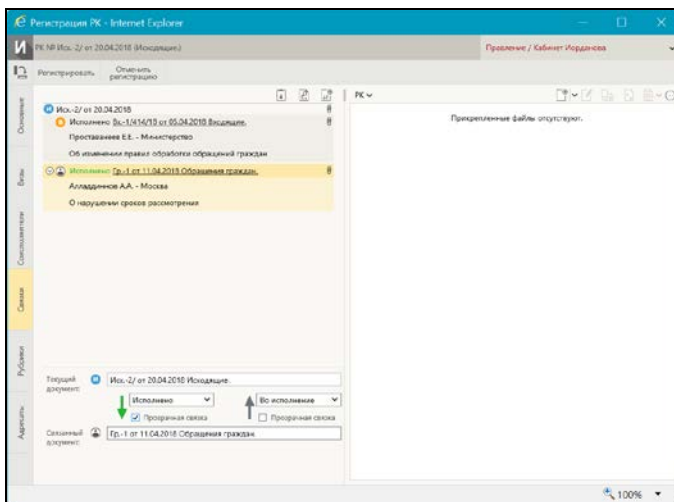 Регистрация РК - Internet Explorer
РК № Исх.-2/ от 20.04.2018 (Исходящие)
Правление / Кабинет Иорданова
Регистрировать
Отменить
регистрацию
РК
Основные
Визы
Соисполнители
Связки
Рубрики
Адресаты
Исх.-2/ от 20.04.2018
Исполнено Вх.-1/414/18 от 05.04.2018 Входящие.
Е.Е. - Министерство
Об изменении правил обработки обращений граждан
Исполнено Гр.-1 от 11.04.2018 Обращения граждан.
Алладдиннов А.А. - Москва
О нарушении сроков рассмотрения
Прикрепленные файлы отсутствуют.
Текущий
документ:
Исх.-2/ от 20.04.2018 Исходящие.
Исполнено
Во исполнение
Прозрачная связка
Прозрачная связка
Связанный
документ:
Гр.-1 от 11.04.2018 Обращения граждан.
100%